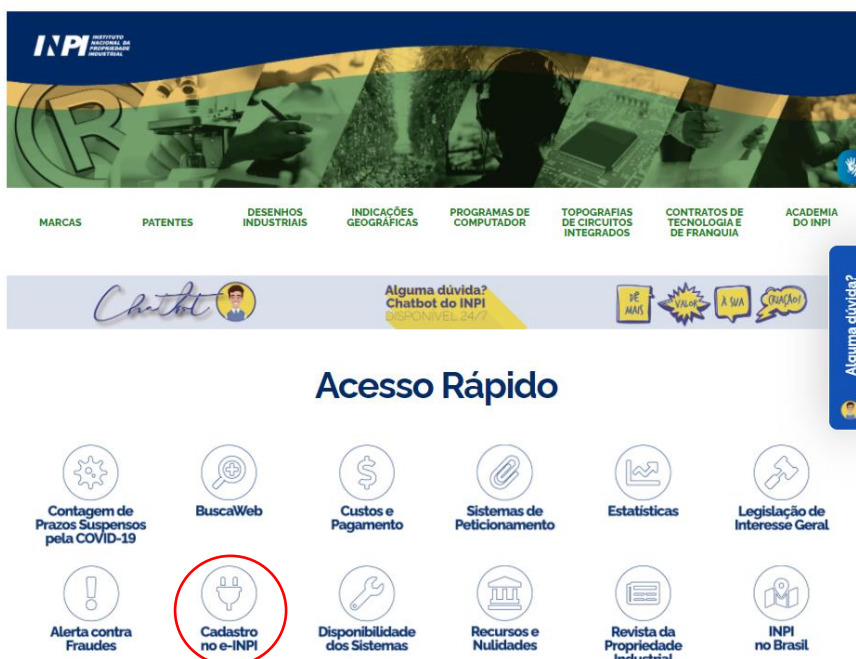 INPI
INSTITUTO
NACIONAL DA
PROPRIEDADE
INDUSTRIAL
R
MARCAS
PATENTES
DESENHOS
INDUSTRIAIS
INDICAÇÕES
GEOGRÁFICAS
PROGRAMAS DE
COMPUTADOR
TOPOGRAFIAS
DE CIRCUITOS
INTEGRADOS
CONTRATOS DE
TECNOLOGIA E
DE FRANQUIA
ACADEMIA
DO INPI
Chatbot
Alguma dúvida?
Chatbot do INPI
DISPONÍVEL 24/7
DÊ
MAIS
VALOR
À SUA
CRIAÇÃO!
Alguma dúvida?
Acesso Rápido
Contagem de
Prazos Suspensos
pela COVID-19
BuscaWeb
Custos e
Pagamento
Sistemas de
Peticionamento
Estatísticas
Legislação de
Interesse Geral
Alerta contra
Fraudes
Cadastro
no e-INPI
Disponibilidade
dos Sistemas
Recursos e
Nulidades
Revista da
Propriedade
Industrial
INPI
no Brasil